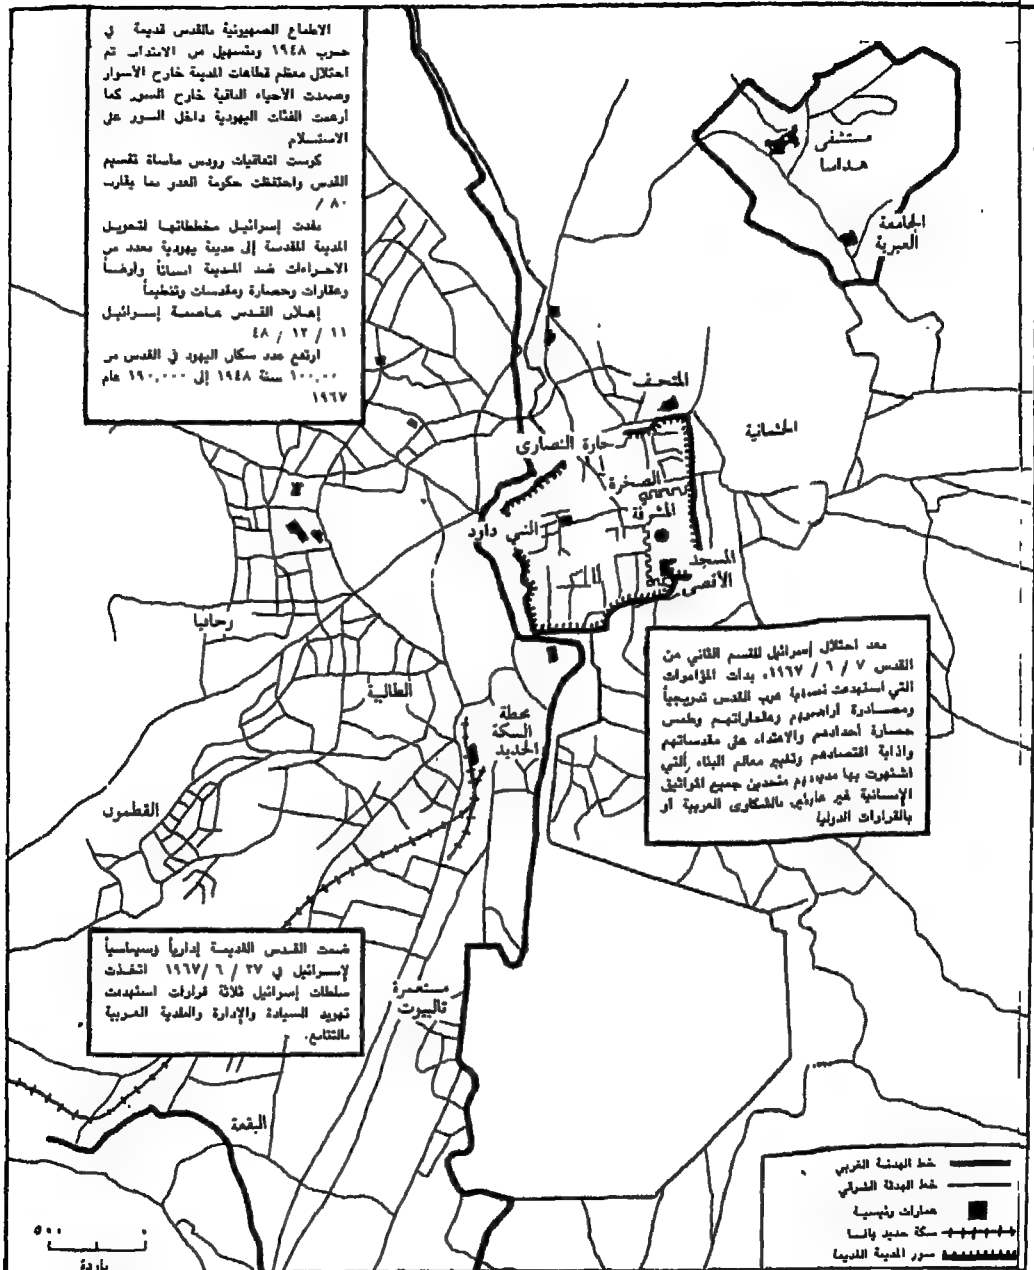 الاطماع الصهيونية بالقدس قديمة في
حرب ١٩٤٨ وبتسهيل من الانتداب تم
احتلال معظم قطاعات المدينة خارج الأسوار
وصمدت الأحياء الباقية خارج السور كما
أرغمت الفئات اليهودية داخل السور على
الاستسلام
كرست اتفاقيات رودس مأساة تقسيم
القدس واحتفظت حكومة العدو بما يقارب
٨٠ /
نفذت إسرائيل مخططاتها لتحويل
المدينة المقدسة إلى مدينة يهودية بعدد من
الاجراءات ضد المدينة انساناً وأرضاً
وعقارات وحضارة ومقدسات وتنظيماً
إعلان القدس عاصمة إسرائيل
١١ / ١٢ / ٤٨
ارتفع عدد سكان اليهود في القدس من
١٠٠,٠٠٠ سنة ١٩٤٨ إلى ١٩٠,٠٠٠ عام
١٩٦٧
مستشفى
هداسا
الجامعة
العبرية
المتحف
حارة النصارى
الصخرة
المشرفة
النبي داود
المسجد
الأقصى
رحابيا
الطالبية
محطة
السكة
الحديد
القطمون
بعد احتلال إسرائيل للقسم الثاني من
القدس ٧ / ٦ / ١٩٦٧، بدأت المؤامرات
التي استهدفت تصفية عرب القدس تدريجياً
ومصادرة أراضيهم وعقاراتهم وطمس
حضارة أجدادهم والاعتداء على مقدساتهم
واذابة اقتصادهم وتغيير معالم البناء التي
اشتهرت بها مدينتهم متحدين جميع المواثيق
الإنسانية غير عابئين بالشكاوى العربية أو
بالقرارات الدولية
ضمت القدس القديمة إدارياً وسياسياً
لإسرائيل في ٢٧ / ٦ / ١٩٦٧ اتخذت
سلطات إسرائيل ثلاثة قرارات استهدفت
تهويد السيادة والإدارة والبلدية العربية
بالتتابع.
مستعمرة
تالبيوت
البقعة
خط الهدنة الغربي
خط الهدنة الشرقي
عمارات رئيسية
سكة حديد يافا
سور المدينة القديمة
٥٠٠ ٠
ياردة